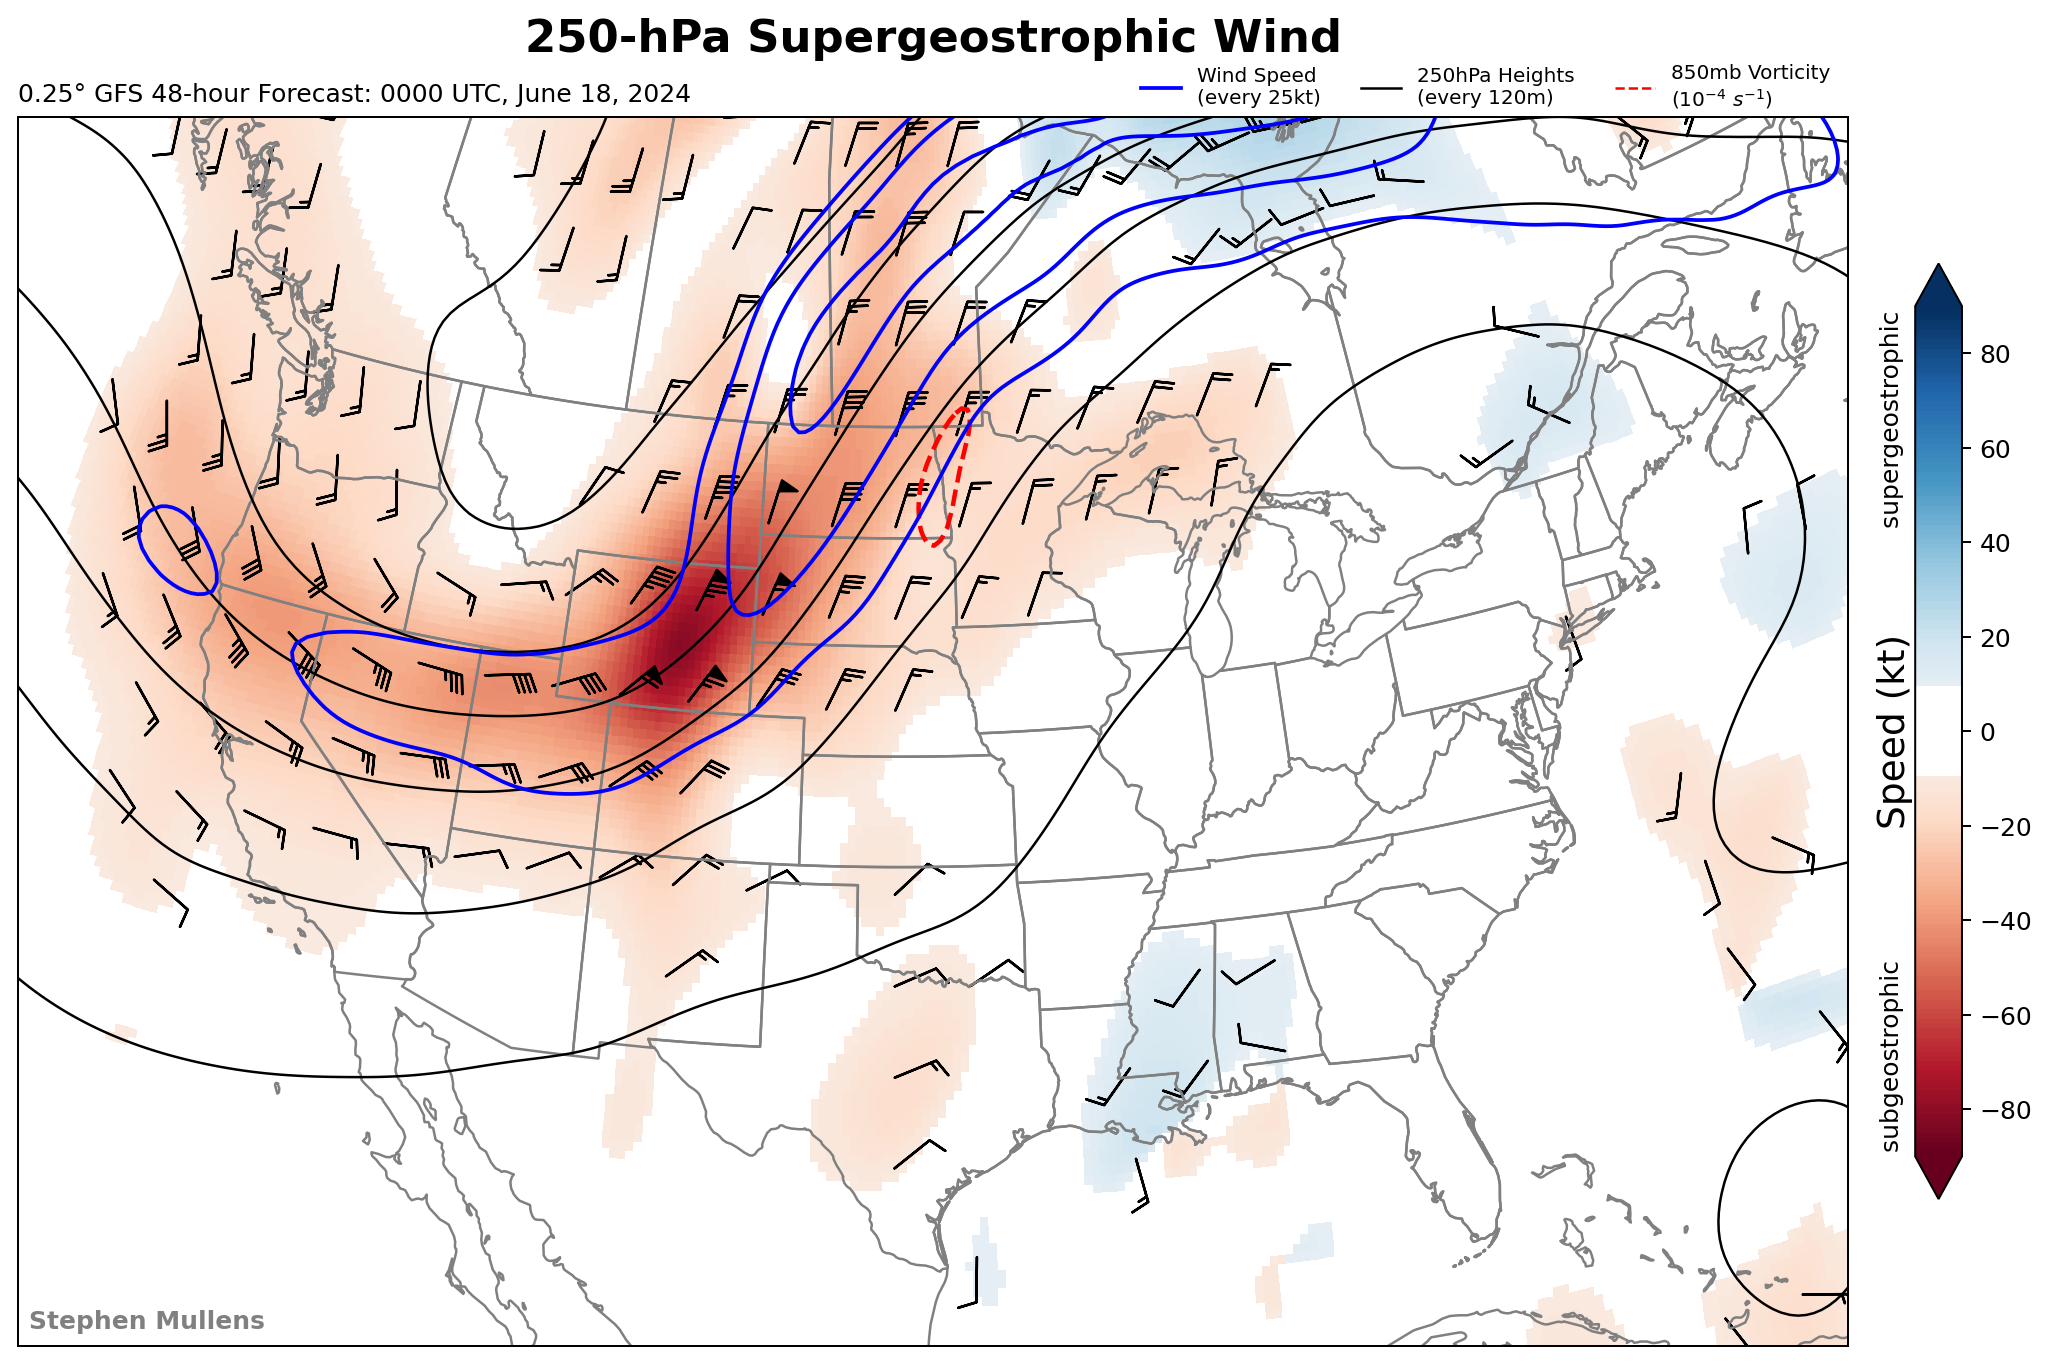 250-hPa Supergeostrophic Wind
0.25° GFS 48-hour Forecast: 0000 UTC, June 18, 2024
Wind Speed
(every 25kt)
250hPa Heights
(every 120m)
850mb Vorticity
(10⁻⁴ s⁻¹)
supergeostrophic
Speed (kt)
subgeostrophic
80
60
40
20
0
−20
−40
−60
−80
Stephen Mullens